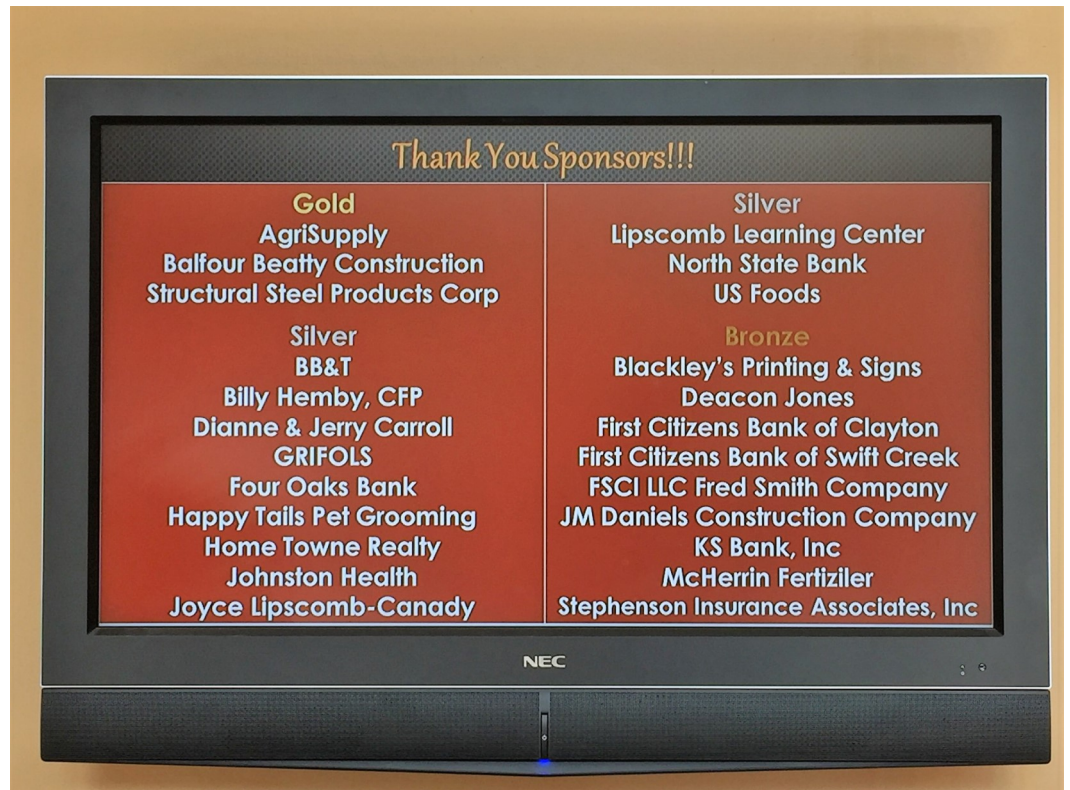 Thank You Sponsors!!!
Gold
AgriSupply
Balfour Beatty Construction
Structural Steel Products Corp
Silver
BB&T
Billy Hemby, CFP
Dianne & Jerry Carroll
GRIFOLS
Four Oaks Bank
Happy Tails Pet Grooming
Home Towne Realty
Johnston Health
Joyce Lipscomb-Canady
Silver
Lipscomb Learning Center
North State Bank
US Foods
Bronze
Blackley's Printing & Signs
Deacon Jones
First Citizens Bank of Clayton
First Citizens Bank of Swift Creek
FSCI LLC Fred Smith Company
JM Daniels Construction Company
KS Bank, Inc
McHerrin Fertiziler
Stephenson Insurance Associates, Inc
NEC